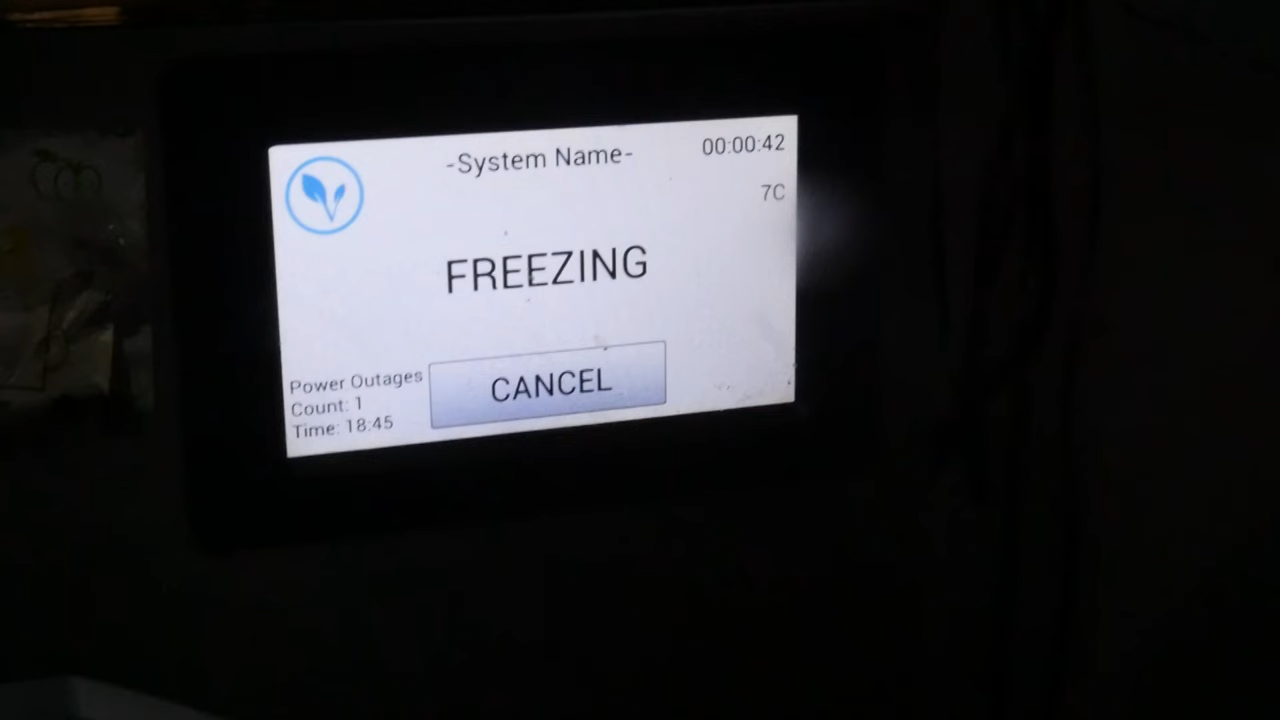 -System Name-
00:00:42
7C
FREEZING
Power Outages
Count: 1
Time: 18:45
CANCEL